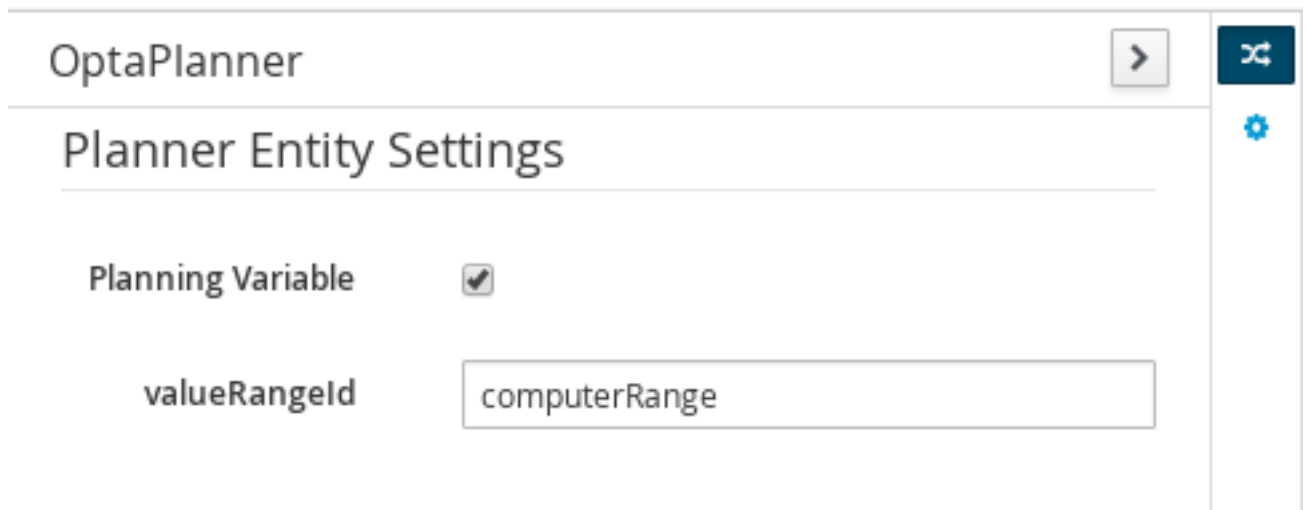 OptaPlanner
Planner Entity Settings
Planning Variable
valueRangeId computerRange